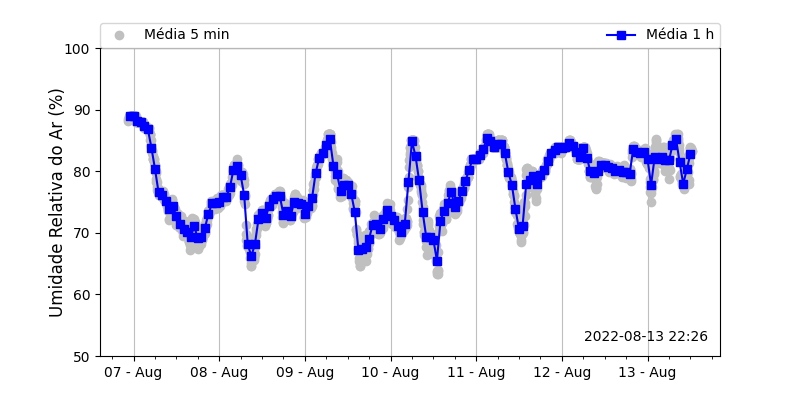 Média 5 min
Média 1 h
Umidade Relativa do Ar (%)
100
90
80
70
60
50
2022-08-13 22:26
07 - Aug
08 - Aug
09 - Aug
10 - Aug
11 - Aug
12 - Aug
13 - Aug